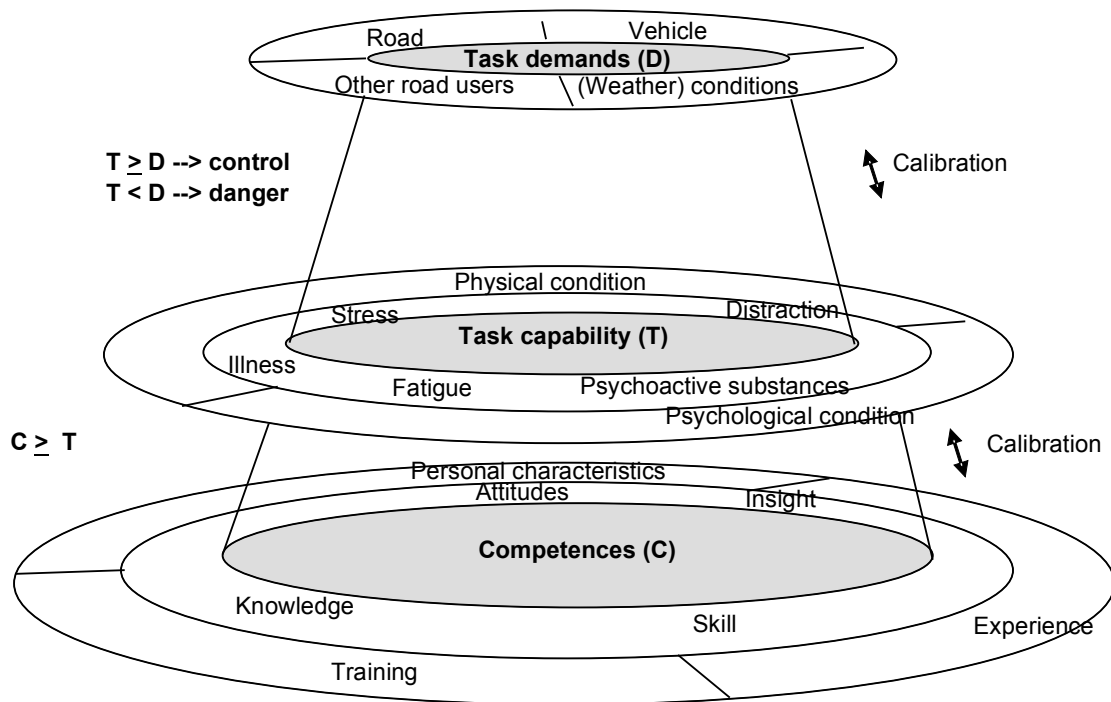 Road
Vehicle
Task demands (D)
Other road users
(Weather) conditions
T ≥ D --> control
T < D --> danger
Calibration
Physical condition
Stress
Distraction
Task capability (T)
Illness
Fatigue
Psychoactive substances
Psychological condition
C ≥ T
Calibration
Personal characteristics
Attitudes
Insight
Competences (C)
Knowledge
Skill
Experience
Training